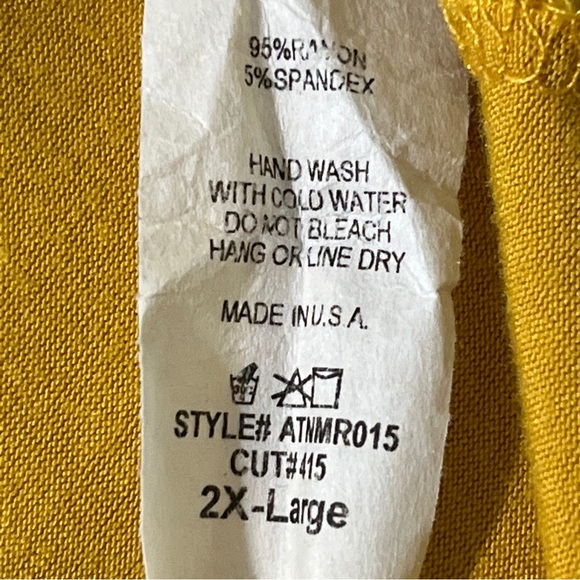 95%RAYON
5%SPANDEX
HAND WASH
WITH COLD WATER
DO NOT BLEACH
HANG OR LINE DRY
MADE IN U.S.A.
STYLE# ATNMR015
CUT#415
2X-Large